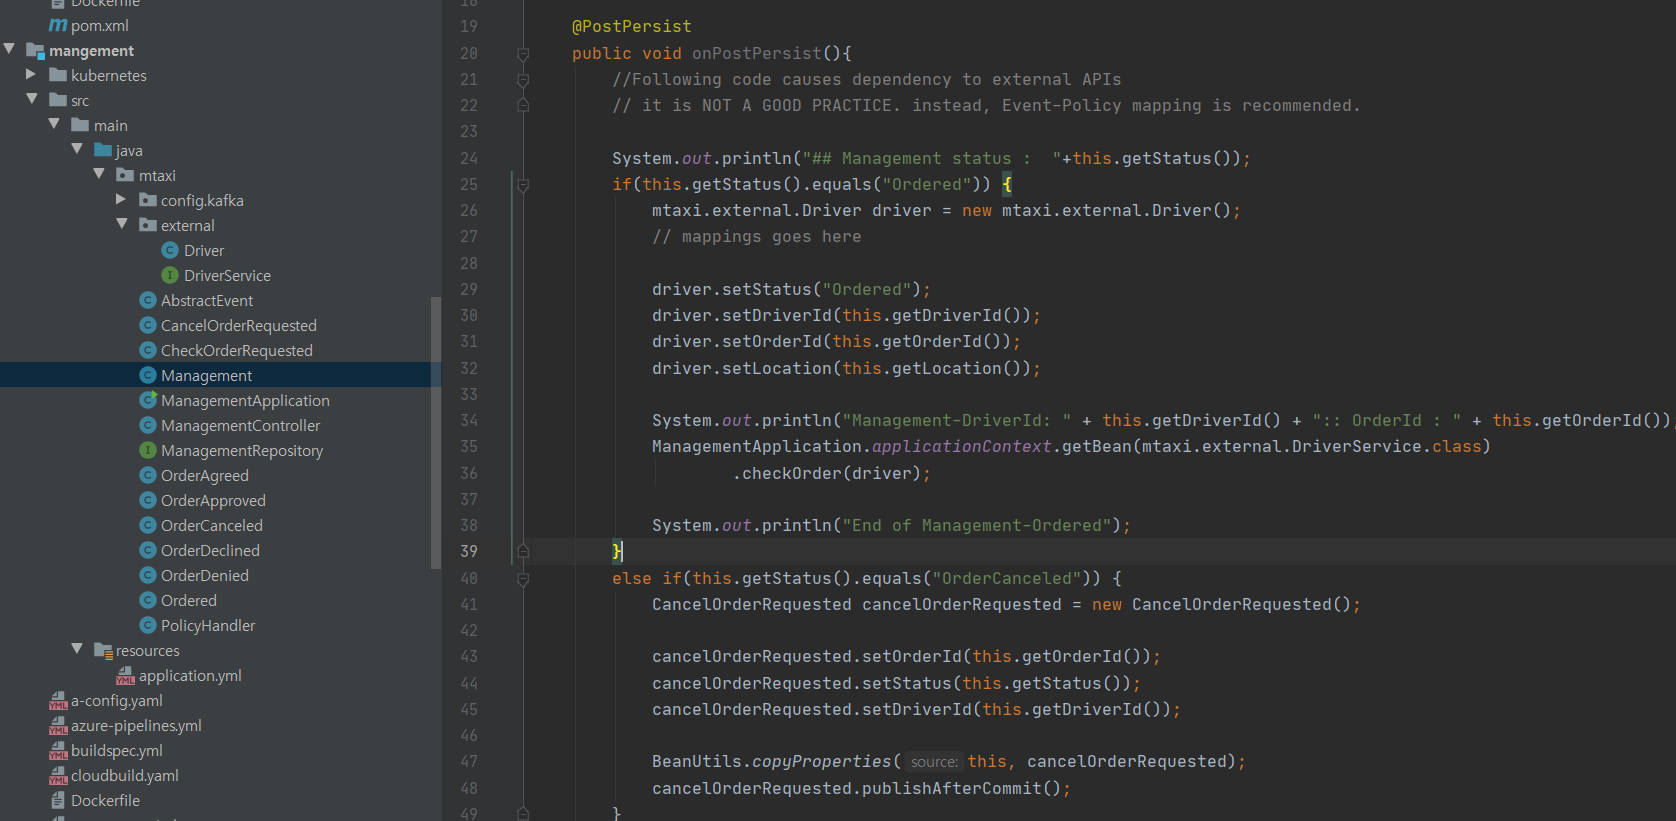 Dockerfile
pom.xml
mangement
kubernetes
src
main
java
mtaxi
config.kafka
external
Driver
DriverService
AbstractEvent
CancelOrderRequested
CheckOrderRequested
Management
ManagementApplication
ManagementController
ManagementRepository
OrderAgreed
OrderApproved
OrderCanceled
OrderDeclined
OrderDenied
Ordered
PolicyHandler
resources
application.yml
a-config.yaml
azure-pipelines.yml
buildspec.yml
cloudbuild.yaml
Dockerfile
18
19 @PostPersist
20 public void onPostPersist(){
21 //Following code causes dependency to external APIs
22 // it is NOT A GOOD PRACTICE. instead, Event-Policy mapping is recommended.
23
24 System.out.println("## Management status :  "+this.getStatus());
25 if(this.getStatus().equals("Ordered")) {
26 mtaxi.external.Driver driver = new mtaxi.external.Driver();
27 // mappings goes here
28
29 driver.setStatus("Ordered");
30 driver.setDriverId(this.getDriverId());
31 driver.setOrderId(this.getOrderId());
32 driver.setLocation(this.getLocation());
33
34 System.out.println("Management-DriverId: " + this.getDriverId() + ":: OrderId : " + this.getOrderId());
35 ManagementApplication.applicationContext.getBean(mtaxi.external.DriverService.class)
36 .checkOrder(driver);
37
38 System.out.println("End of Management-Ordered");
39 }
40 else if(this.getStatus().equals("OrderCanceled")) {
41 CancelOrderRequested cancelOrderRequested = new CancelOrderRequested();
42
43 cancelOrderRequested.setOrderId(this.getOrderId());
44 cancelOrderRequested.setStatus(this.getStatus());
45 cancelOrderRequested.setDriverId(this.getDriverId());
46
47 BeanUtils.copyProperties( source: this, cancelOrderRequested);
48 cancelOrderRequested.publishAfterCommit();
49 }